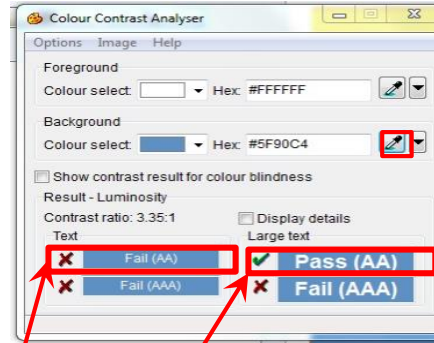 Colour Contrast Analyser
Options Image Help
Foreground
Colour select: Hex: #FFFFFF
Background
Colour select: Hex: #5F90C4
Show contrast result for colour blindness
Result - Luminosity
Contrast ratio: 3.35:1 Display details
Text Large text
Fail (AA) Pass (AA)
Fail (AAA) Fail (AAA)